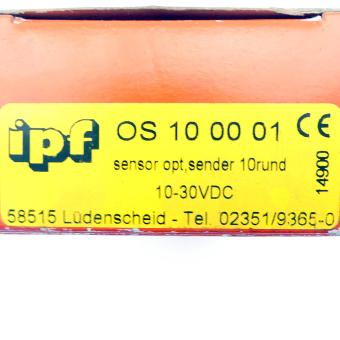 ipf OS 10 00 01 CE
sensor opt,sender 10rund
10-30VDC
58515 Lüdenscheid - Tel. 02351/9365-0
14900